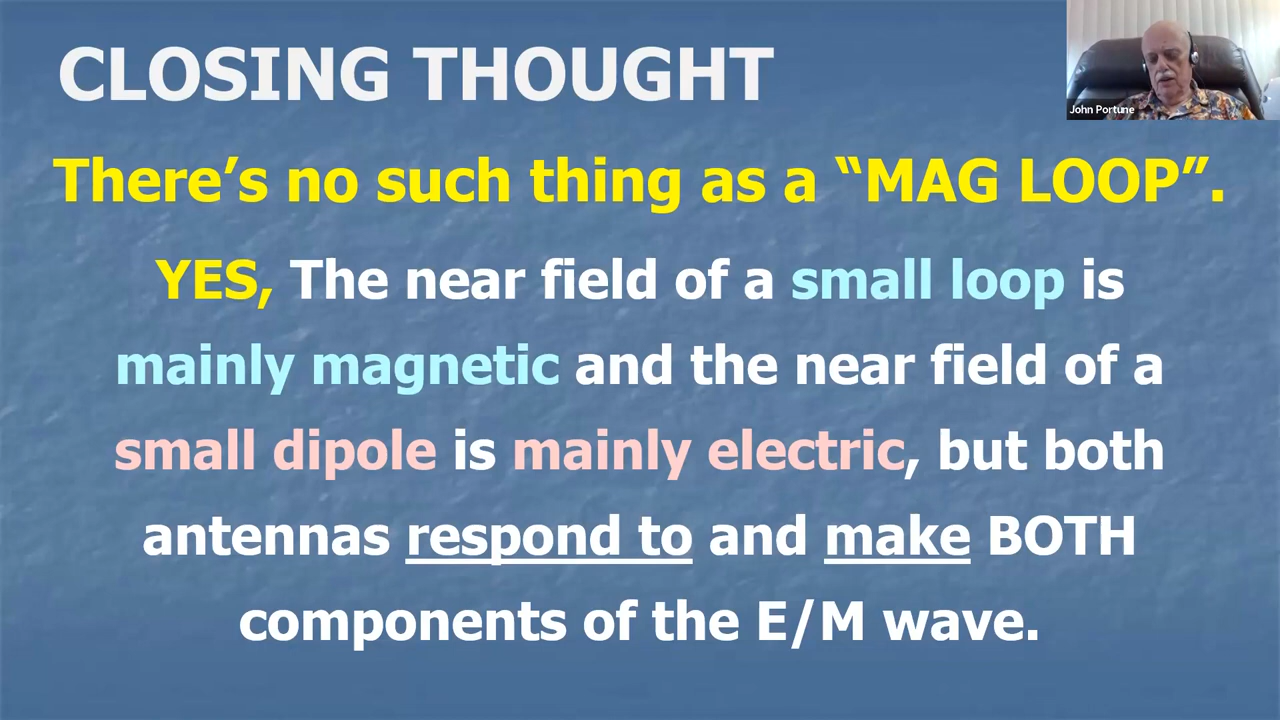 CLOSING THOUGHT
John Portune
There’s no such thing as a “MAG LOOP”.
YES, The near field of a small loop is
mainly magnetic and the near field of a
small dipole is mainly electric, but both
antennas respond to and make BOTH
components of the E/M wave.